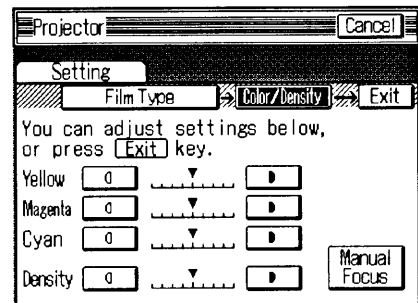 Projector Cancel
Setting
Film Type Color/Density Exit
You can adjust settings below,
or press Exit key.
Yellow
Magenta
Cyan
Density
Manual
Focus